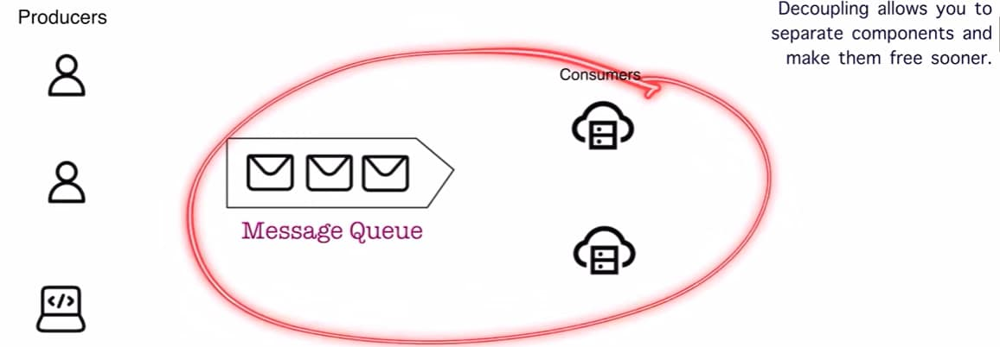 Producers
Decoupling allows you to
separate components and
make them free sooner.
Consumers
</>
Message Queue